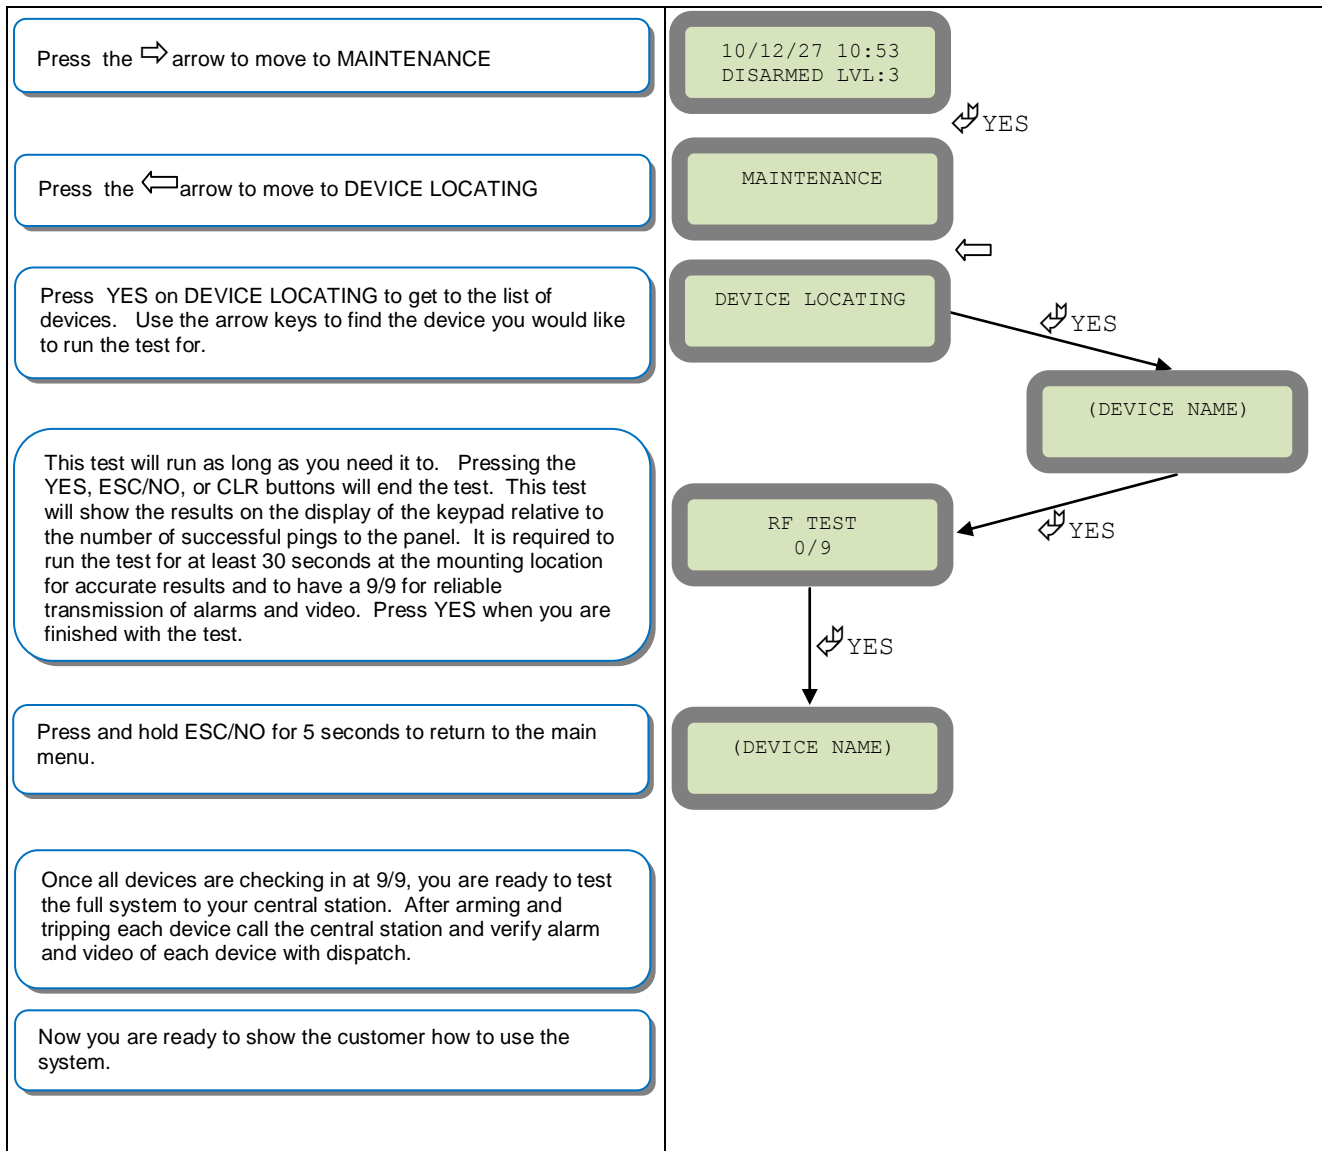 Press the ⇨ arrow to move to MAINTENANCE
10/12/27 10:53
DISARMED LVL:3
YES
Press the ⇦ arrow to move to DEVICE LOCATING
MAINTENANCE
Press YES on DEVICE LOCATING to get to the list of
devices. Use the arrow keys to find the device you would like
to run the test for.
DEVICE LOCATING
YES
(DEVICE NAME)
This test will run as long as you need it to. Pressing the
YES, ESC/NO, or CLR buttons will end the test. This test
will show the results on the display of the keypad relative to
the number of successful pings to the panel. It is required to
run the test for at least 30 seconds at the mounting location
for accurate results and to have a 9/9 for reliable
transmission of alarms and video. Press YES when you are
finished with the test.
YES
RF TEST
0/9
YES
Press and hold ESC/NO for 5 seconds to return to the main
menu.
(DEVICE NAME)
Once all devices are checking in at 9/9, you are ready to test
the full system to your central station. After arming and
tripping each device call the central station and verify alarm
and video of each device with dispatch.
Now you are ready to show the customer how to use the
system.